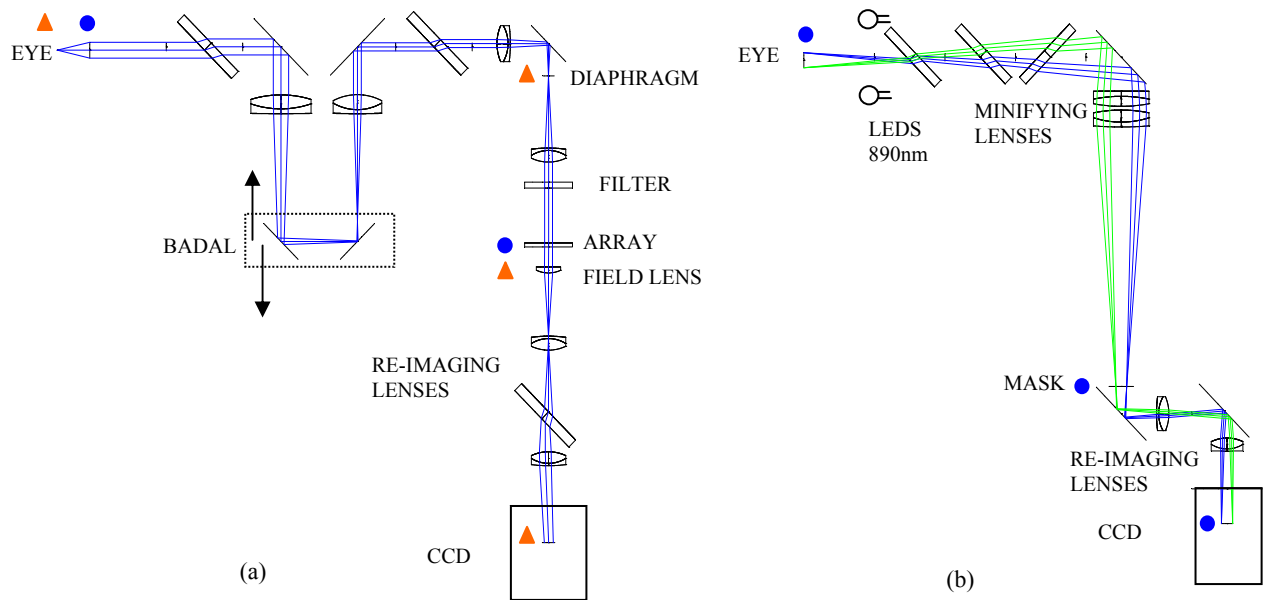 EYE
DIAPHRAGM
FILTER
BADAL
ARRAY
FIELD LENS
RE-IMAGING
LENSES
CCD
(a)
EYE
LEDS
890nm
MINIFYING
LENSES
MASK
RE-IMAGING
LENSES
CCD
(b)